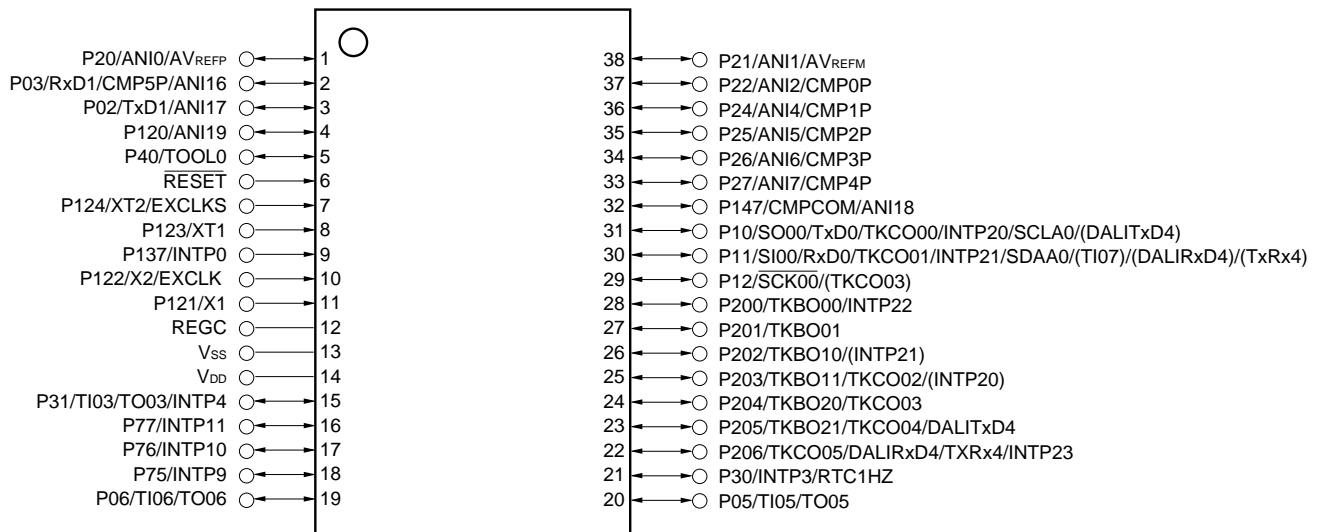 P20/ANI0/AVREFP 1 38 P21/ANI1/AVREFM
P03/RxD1/CMP5P/ANI16 2 37 P22/ANI2/CMP0P
P02/TxD1/ANI17 3 36 P24/ANI4/CMP1P
P120/ANI19 4 35 P25/ANI5/CMP2P
P40/TOOL0 5 34 P26/ANI6/CMP3P
RESET 6 33 P27/ANI7/CMP4P
P124/XT2/EXCLKS 7 32 P147/CMPCOM/ANI18
P123/XT1 8 31 P10/SO00/TxD0/TKCO00/INTP20/SCLA0/(DALITxD4)
P137/INTP0 9 30 P11/SI00/RxD0/TKCO01/INTP21/SDAA0/(TI07)/(DALIRxD4)/(TxRx4)
P122/X2/EXCLK 10 29 P12/SCK00/(TKCO03)
P121/X1 11 28 P200/TKBO00/INTP22
REGC 12 27 P201/TKBO01
VSS 13 26 P202/TKBO10/(INTP21)
VDD 14 25 P203/TKBO11/TKCO02/(INTP20)
P31/TI03/TO03/INTP4 15 24 P204/TKBO20/TKCO03
P77/INTP11 16 23 P205/TKBO21/TKCO04/DALITxD4
P76/INTP10 17 22 P206/TKCO05/DALIRxD4/TXRx4/INTP23
P75/INTP9 18 21 P30/INTP3/RTC1HZ
P06/TI06/TO06 19 20 P05/TI05/TO05